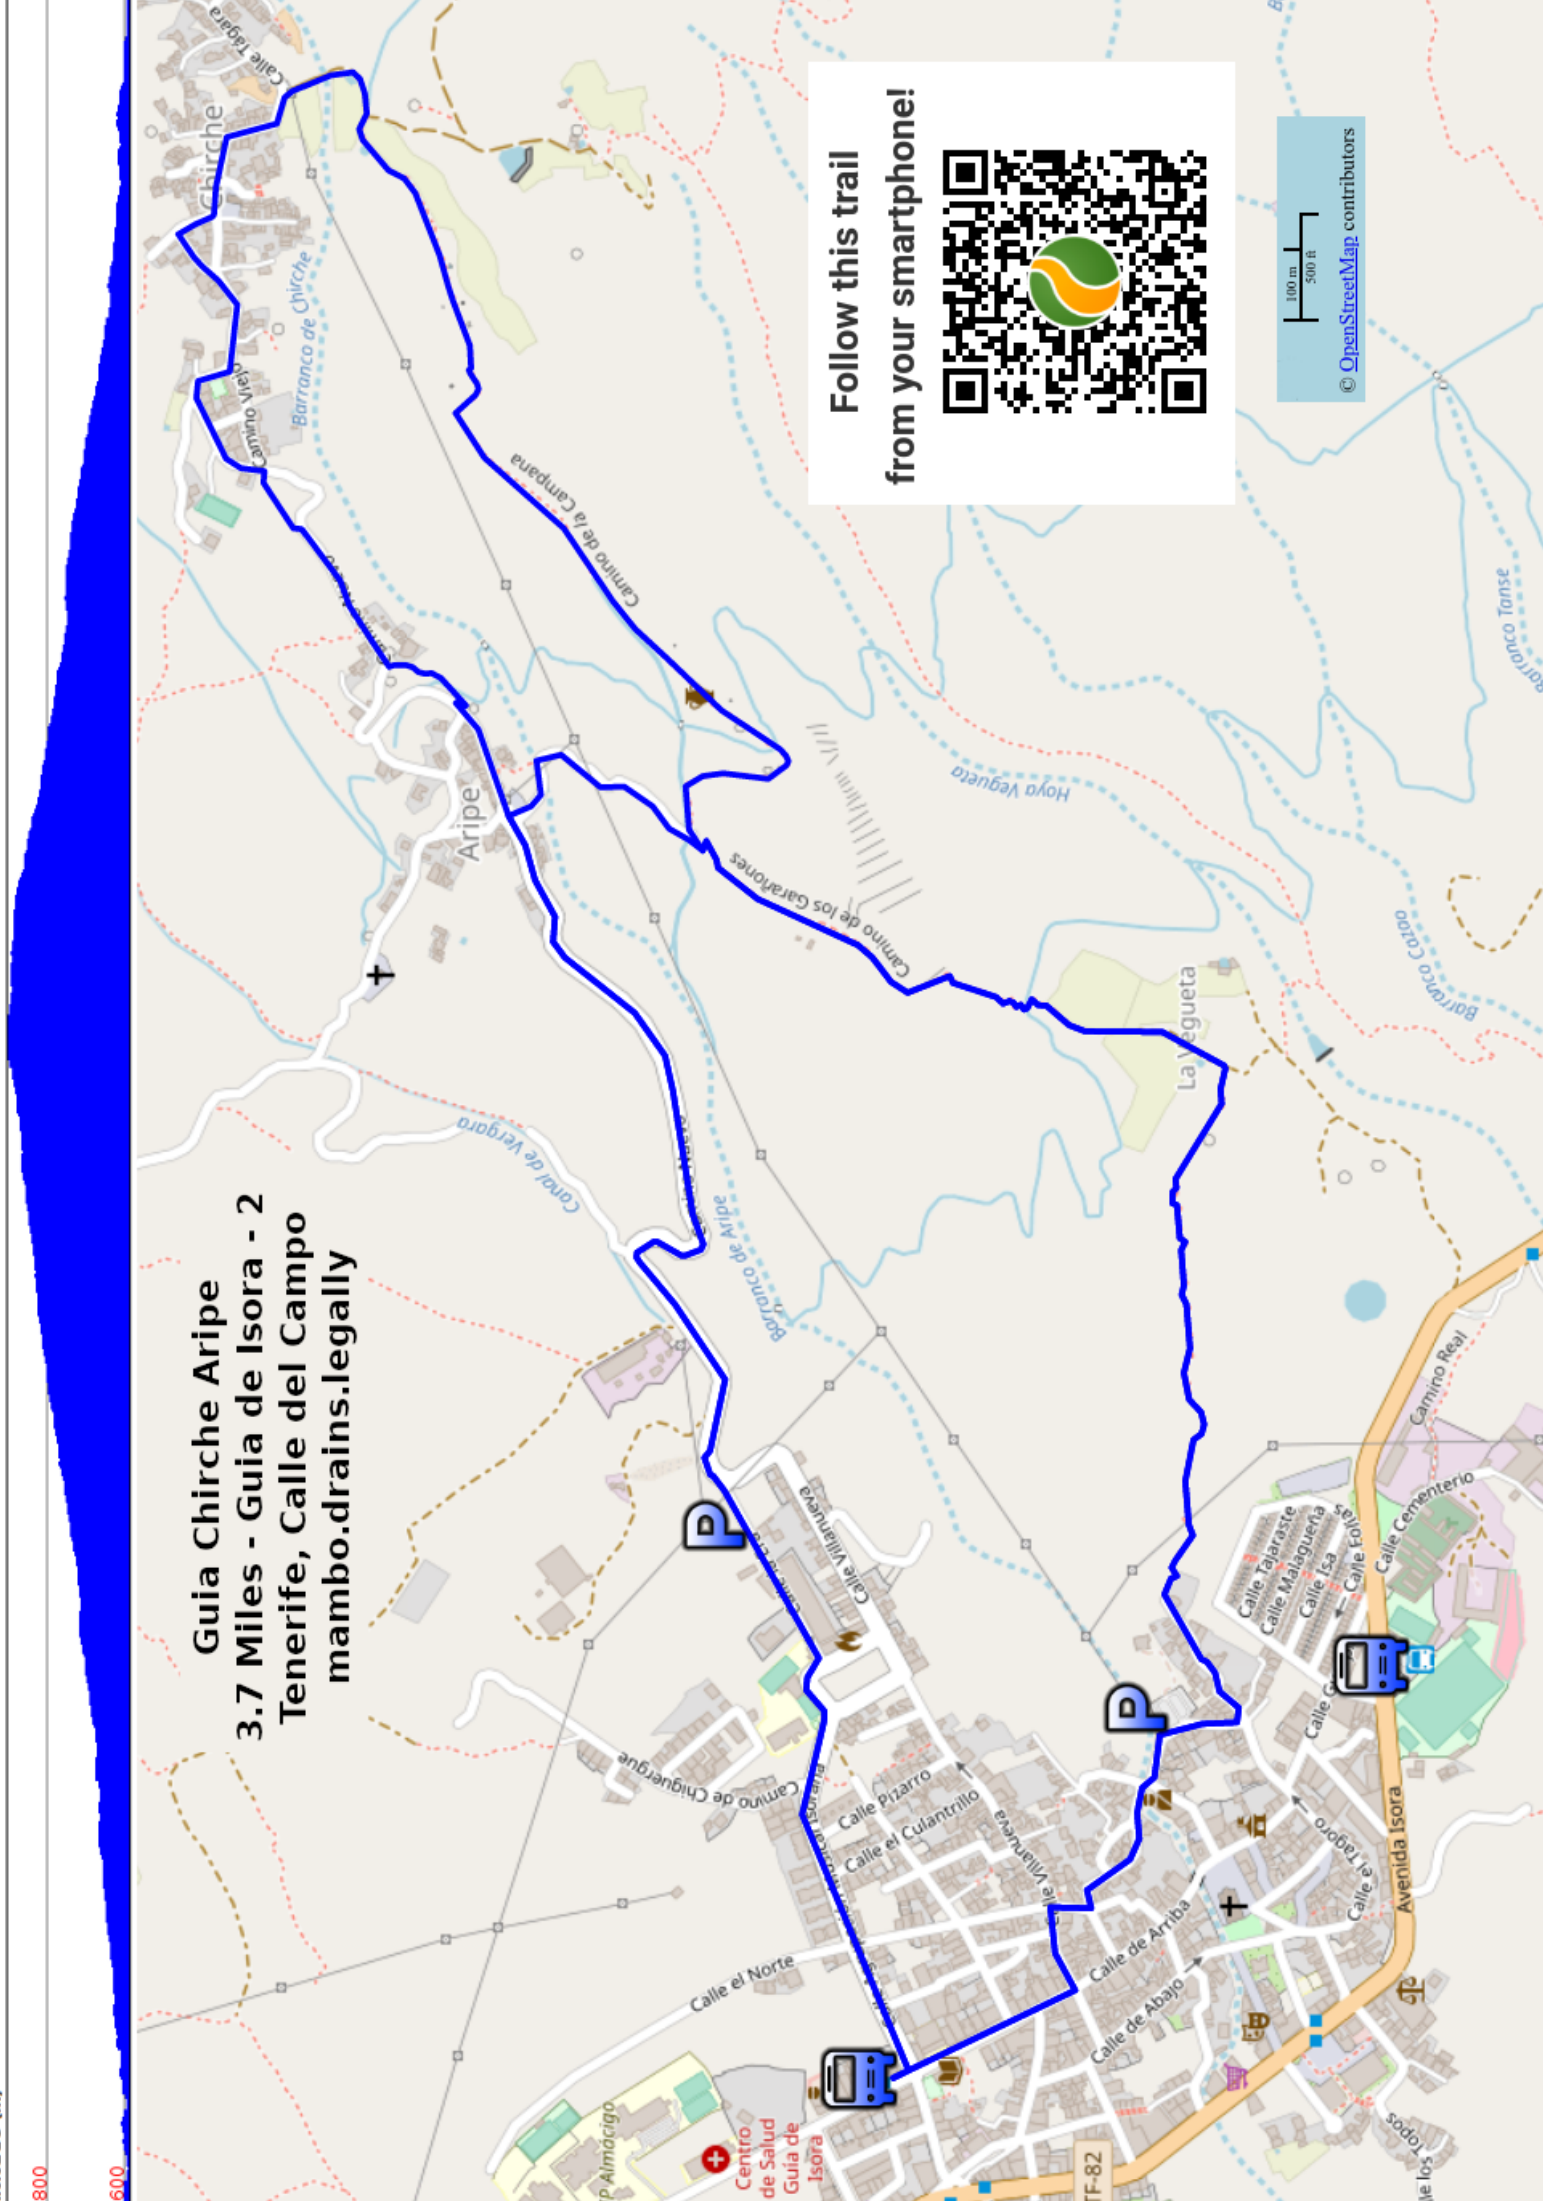 800
600
Guia Chirche Aripe
3.7 Miles - Guia de Isora - 2
Tenerife, Calle del Campo
mambo.drains.legally
Follow this trail
from your smartphone!
100 m
500 ft
© OpenStreetMap contributors
Calle Tágara
Chirche
Barranco de Chirche
Camino Viejo
Camino Nuevo
Aripe
Camino de la Campana
Camino de los Garañones
Hoya Vegueta
Barranco Tanse
Barranco Cozao
La Vegueta
Canal de Vergara
Barranco de Aripe
Camino Real
Calle Cementerio
Calle Folías
Calle Tajaraste
Calle Malagueña
Calle Isa
Calle Villanueva
Camino de Chiguergue
Calle Pizarro
Calle el Culantrillo
Calle Villanueva
Calle el Norte
Calle de Arriba
Calle de Abajo
Calle el Tagoro
Avenida Isora
Centro
de Salud
Guía de
Isora
TF-82
P
P